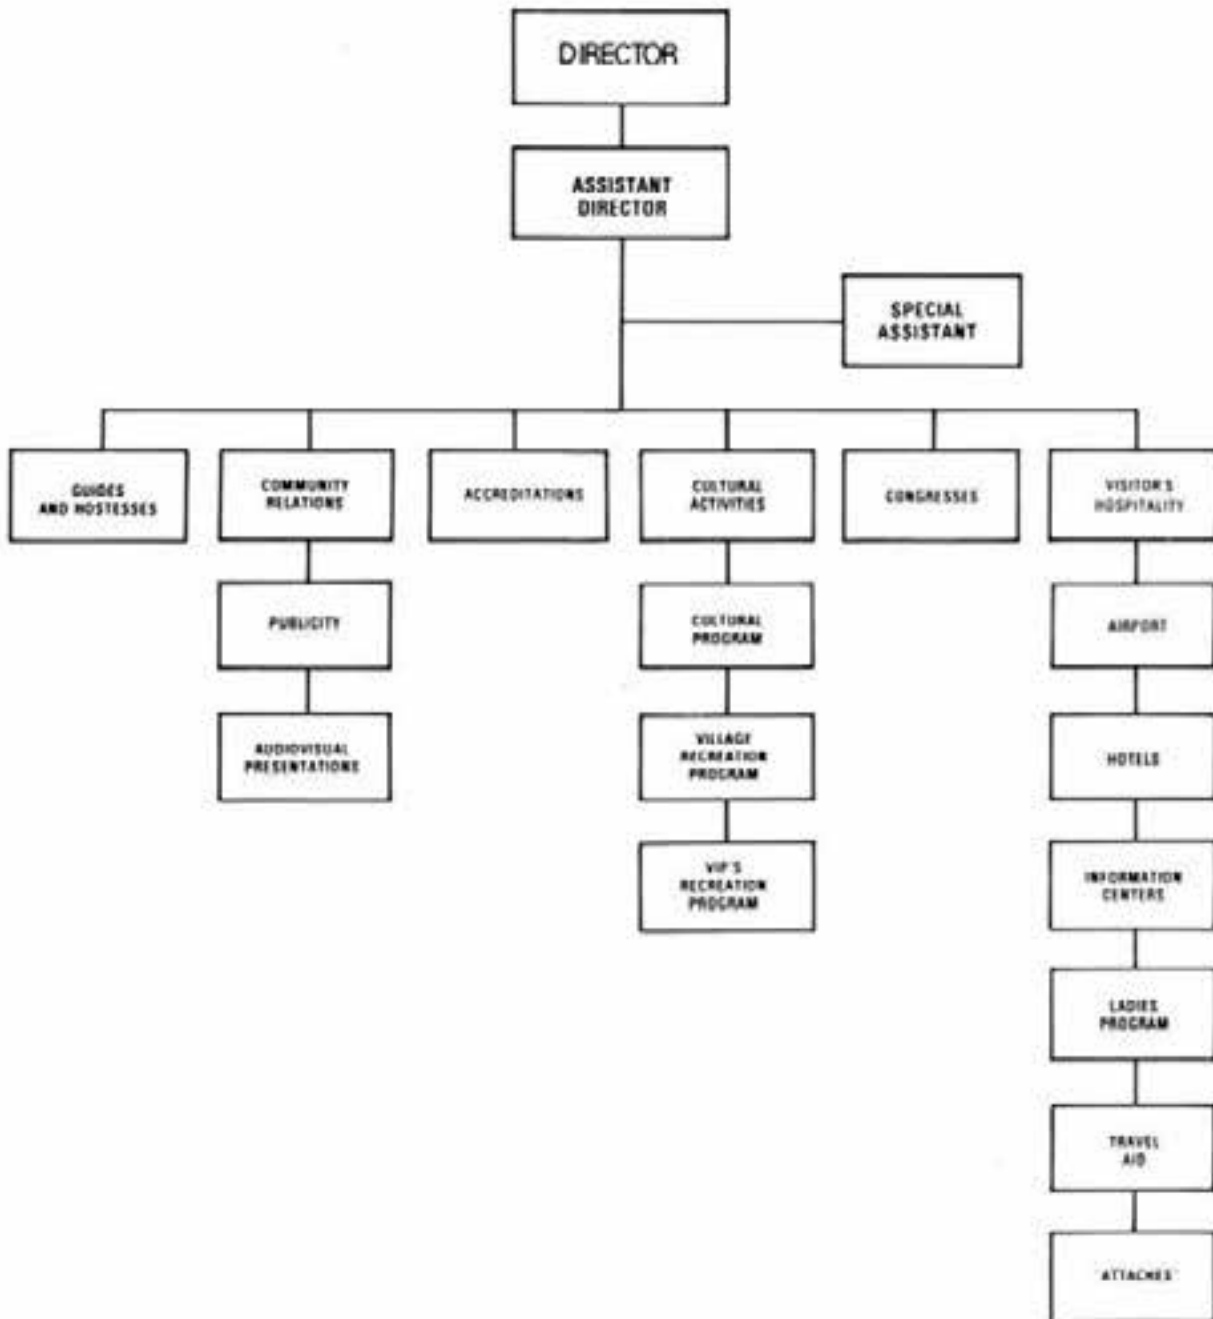 DIRECTOR
ASSISTANT
DIRECTOR
SPECIAL
ASSISTANT
GUIDES
AND HOSTESSES
COMMUNITY
RELATIONS
ACCREDITATIONS
CULTURAL
ACTIVITIES
CONGRESSES
VISITOR'S
HOSPITALITY
PUBLICITY
CULTURAL
PROGRAM
AIRPORT
AUDIOVISUAL
PRESENTATIONS
VILLAGE
RECREATION
PROGRAM
HOTELS
VIP'S
RECREATION
PROGRAM
INFORMATION
CENTERS
LADIES
PROGRAM
TRAVEL
AID
ATTACHES